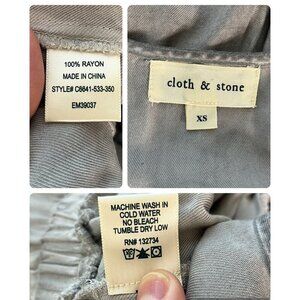 100% RAYON
MADE IN CHINA
STYLE# C6641-533-350
EM39037
cloth & stone
XS
MACHINE WASH IN
COLD WATER
NO BLEACH
TUMBLE DRY LOW
RN# 132734